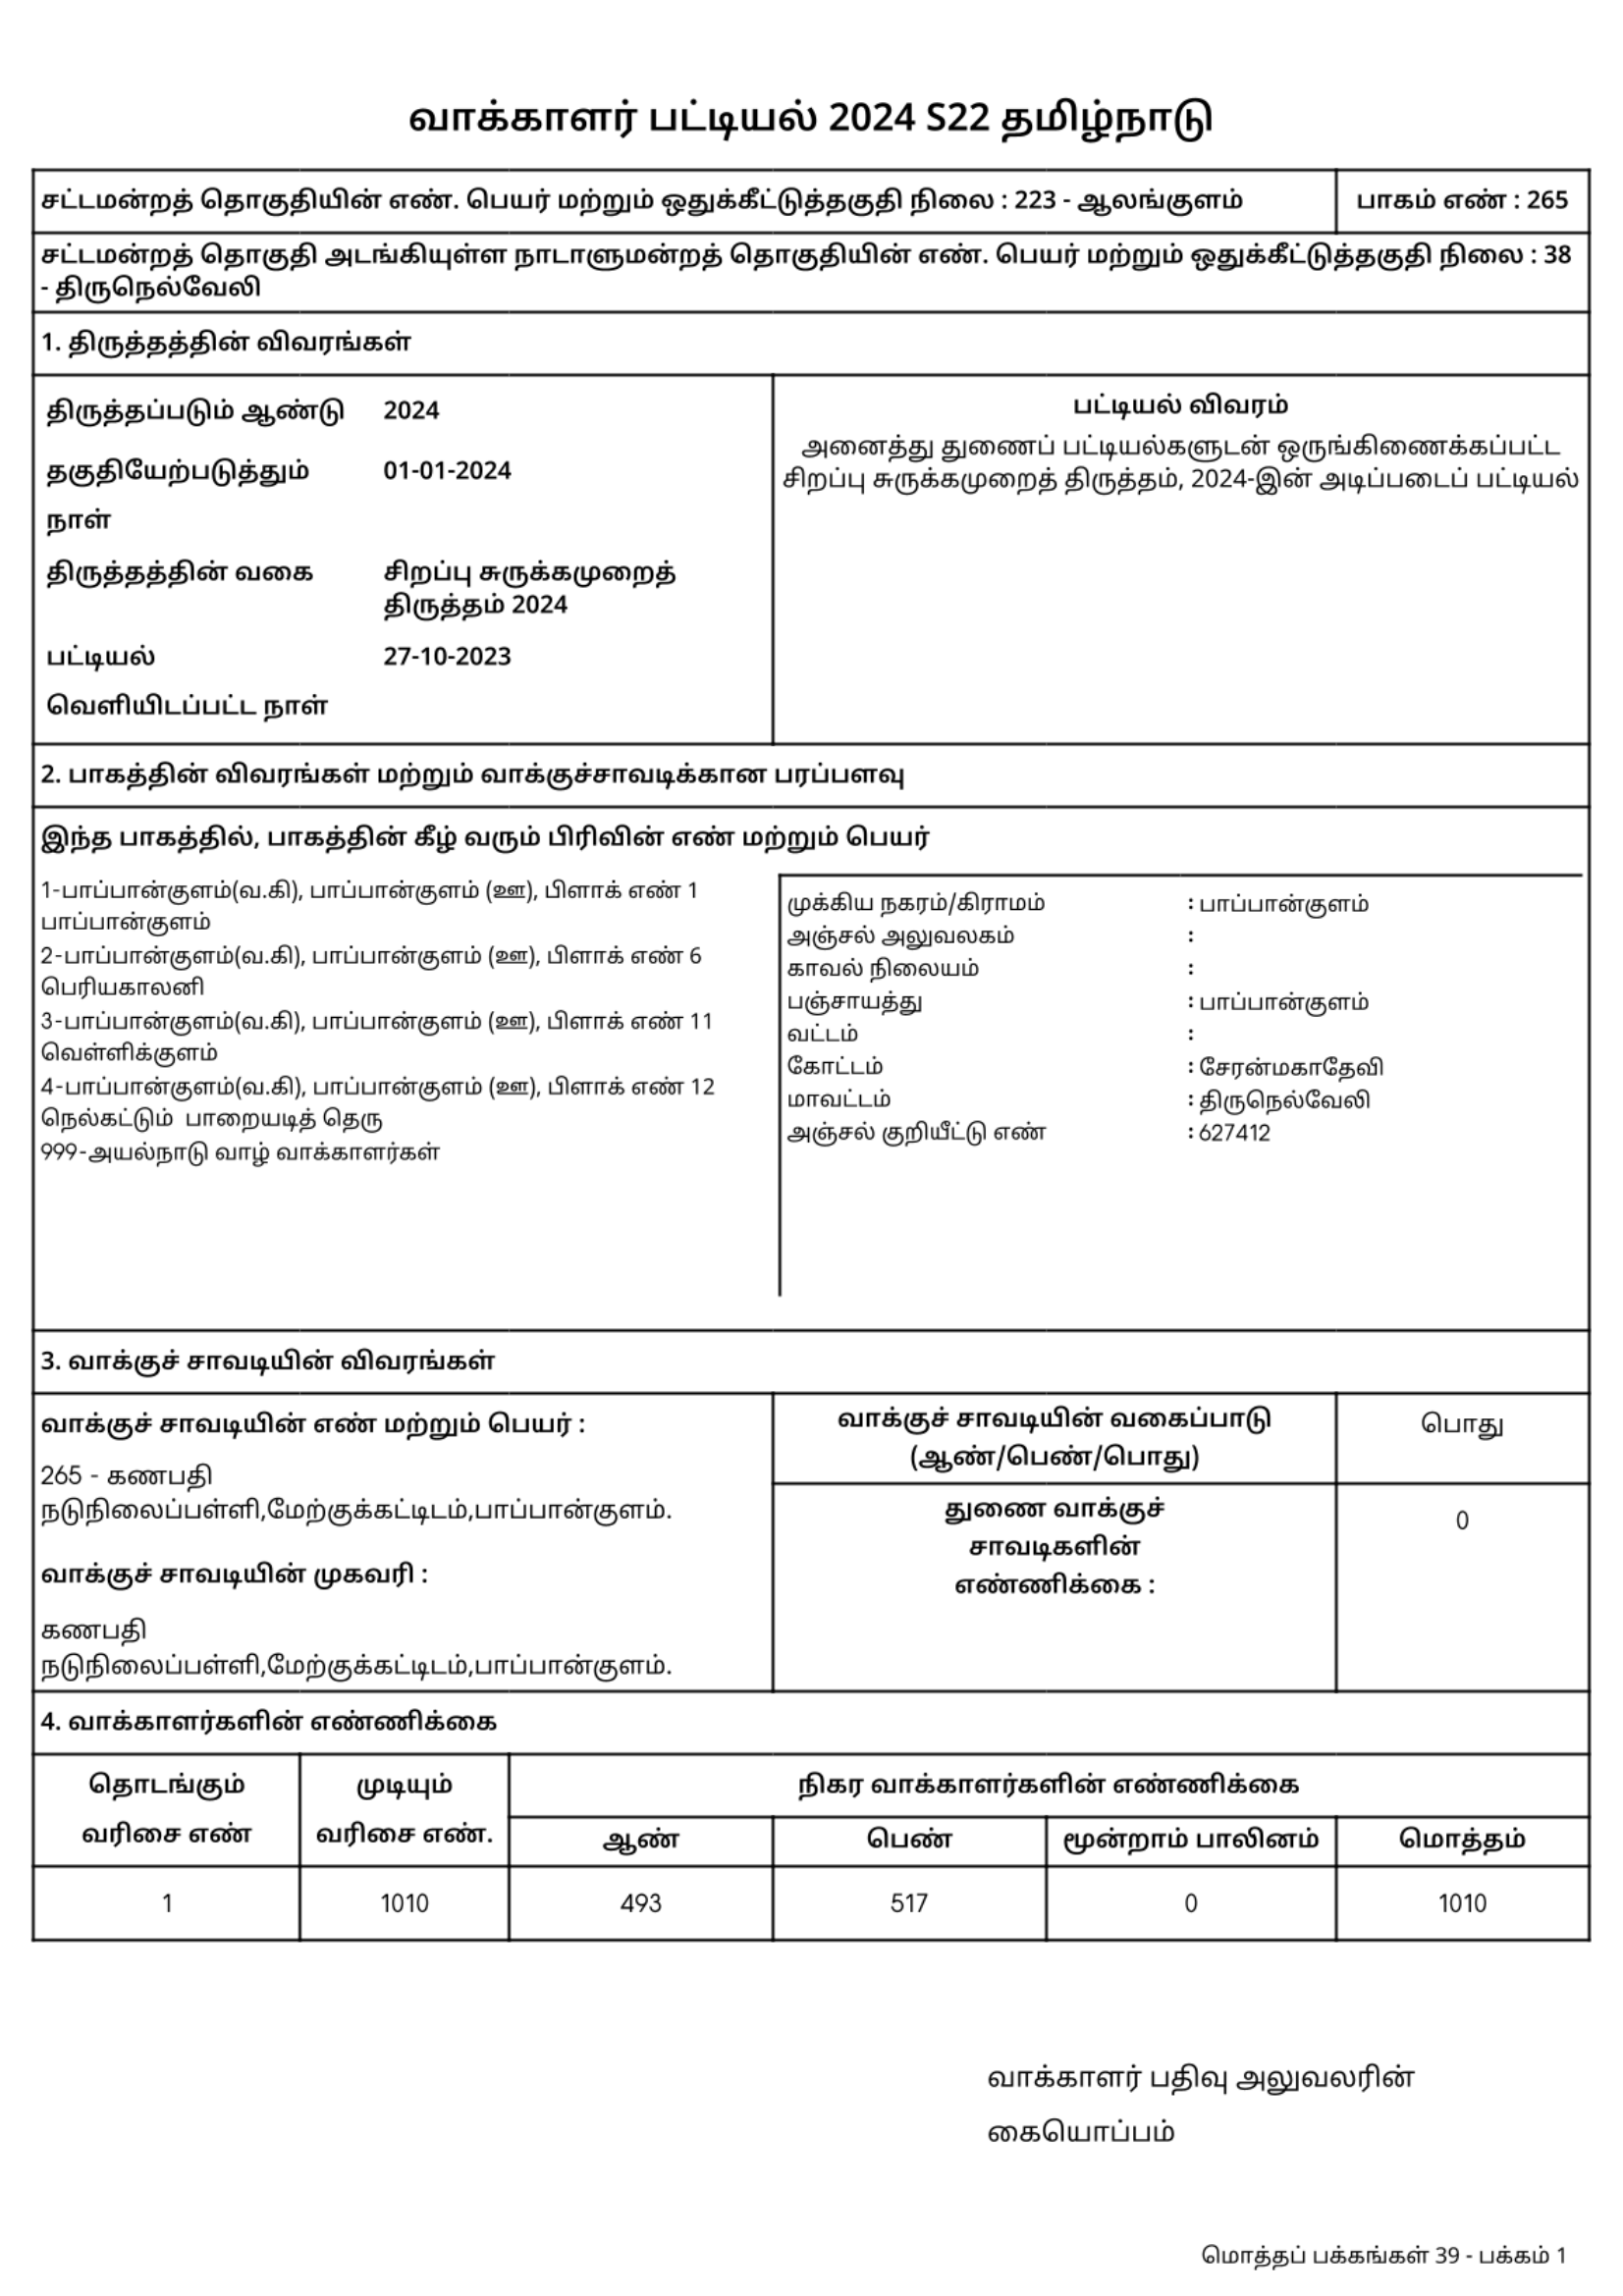 வாக்காளர் பட்டியல் 2024 S22 தமிழ்நாடு
சட்டமன்றத் தொகுதியின் எண். பெயர் மற்றும் ஒதுக்கீட்டுத்தகுதி நிலை : 223 - ஆலங்குளம்
பாகம் எண் : 265
சட்டமன்றத் தொகுதி அடங்கியுள்ள நாடாளுமன்றத் தொகுதியின் எண். பெயர் மற்றும் ஒதுக்கீட்டுத்தகுதி நிலை : 38
- திருநெல்வேலி
1. திருத்தத்தின் விவரங்கள்
திருத்தப்படும் ஆண்டு 2024
தகுதியேற்படுத்தும் 01-01-2024
நாள்
திருத்தத்தின் வகை சிறப்பு சுருக்கமுறைத்
திருத்தம் 2024
பட்டியல் 27-10-2023
வெளியிடப்பட்ட நாள்
பட்டியல் விவரம்
அனைத்து துணைப் பட்டியல்களுடன் ஒருங்கிணைக்கப்பட்ட
சிறப்பு சுருக்கமுறைத் திருத்தம், 2024-இன் அடிப்படைப் பட்டியல்
2. பாகத்தின் விவரங்கள் மற்றும் வாக்குச்சாவடிக்கான பரப்பளவு
இந்த பாகத்தில், பாகத்தின் கீழ் வரும் பிரிவின் எண் மற்றும் பெயர்
1-பாப்பான்குளம்(வ.கி), பாப்பான்குளம் (ஊ), பிளாக் எண் 1
பாப்பான்குளம்
2-பாப்பான்குளம்(வ.கி), பாப்பான்குளம் (ஊ), பிளாக் எண் 6
பெரியகாலனி
3-பாப்பான்குளம்(வ.கி), பாப்பான்குளம் (ஊ), பிளாக் எண் 11
வெள்ளிக்குளம்
4-பாப்பான்குளம்(வ.கி), பாப்பான்குளம் (ஊ), பிளாக் எண் 12
நெல்கட்டும் பாறையடித் தெரு
999-அயல்நாடு வாழ் வாக்காளர்கள்
முக்கிய நகரம்/கிராமம் : பாப்பான்குளம்
அஞ்சல் அலுவலகம் :
காவல் நிலையம் :
பஞ்சாயத்து : பாப்பான்குளம்
வட்டம் :
கோட்டம் : சேரன்மகாதேவி
மாவட்டம் : திருநெல்வேலி
அஞ்சல் குறியீட்டு எண் : 627412
3. வாக்குச் சாவடியின் விவரங்கள்
வாக்குச் சாவடியின் எண் மற்றும் பெயர் :
265 - கணபதி
நடுநிலைப்பள்ளி,மேற்குக்கட்டிடம்,பாப்பான்குளம்.
வாக்குச் சாவடியின் முகவரி :
கணபதி
நடுநிலைப்பள்ளி,மேற்குக்கட்டிடம்,பாப்பான்குளம்.
வாக்குச் சாவடியின் வகைப்பாடு
(ஆண்/பெண்/பொது)
பொது
துணை வாக்குச்
சாவடிகளின்
எண்ணிக்கை :
0
4. வாக்காளர்களின் எண்ணிக்கை
தொடங்கும்
வரிசை எண்
முடியும்
வரிசை எண்.
நிகர வாக்காளர்களின் எண்ணிக்கை
ஆண் பெண் மூன்றாம் பாலினம் மொத்தம்
1 1010 493 517 0 1010
வாக்காளர் பதிவு அலுவலரின்
கையொப்பம்
மொத்தப் பக்கங்கள் 39 - பக்கம் 1